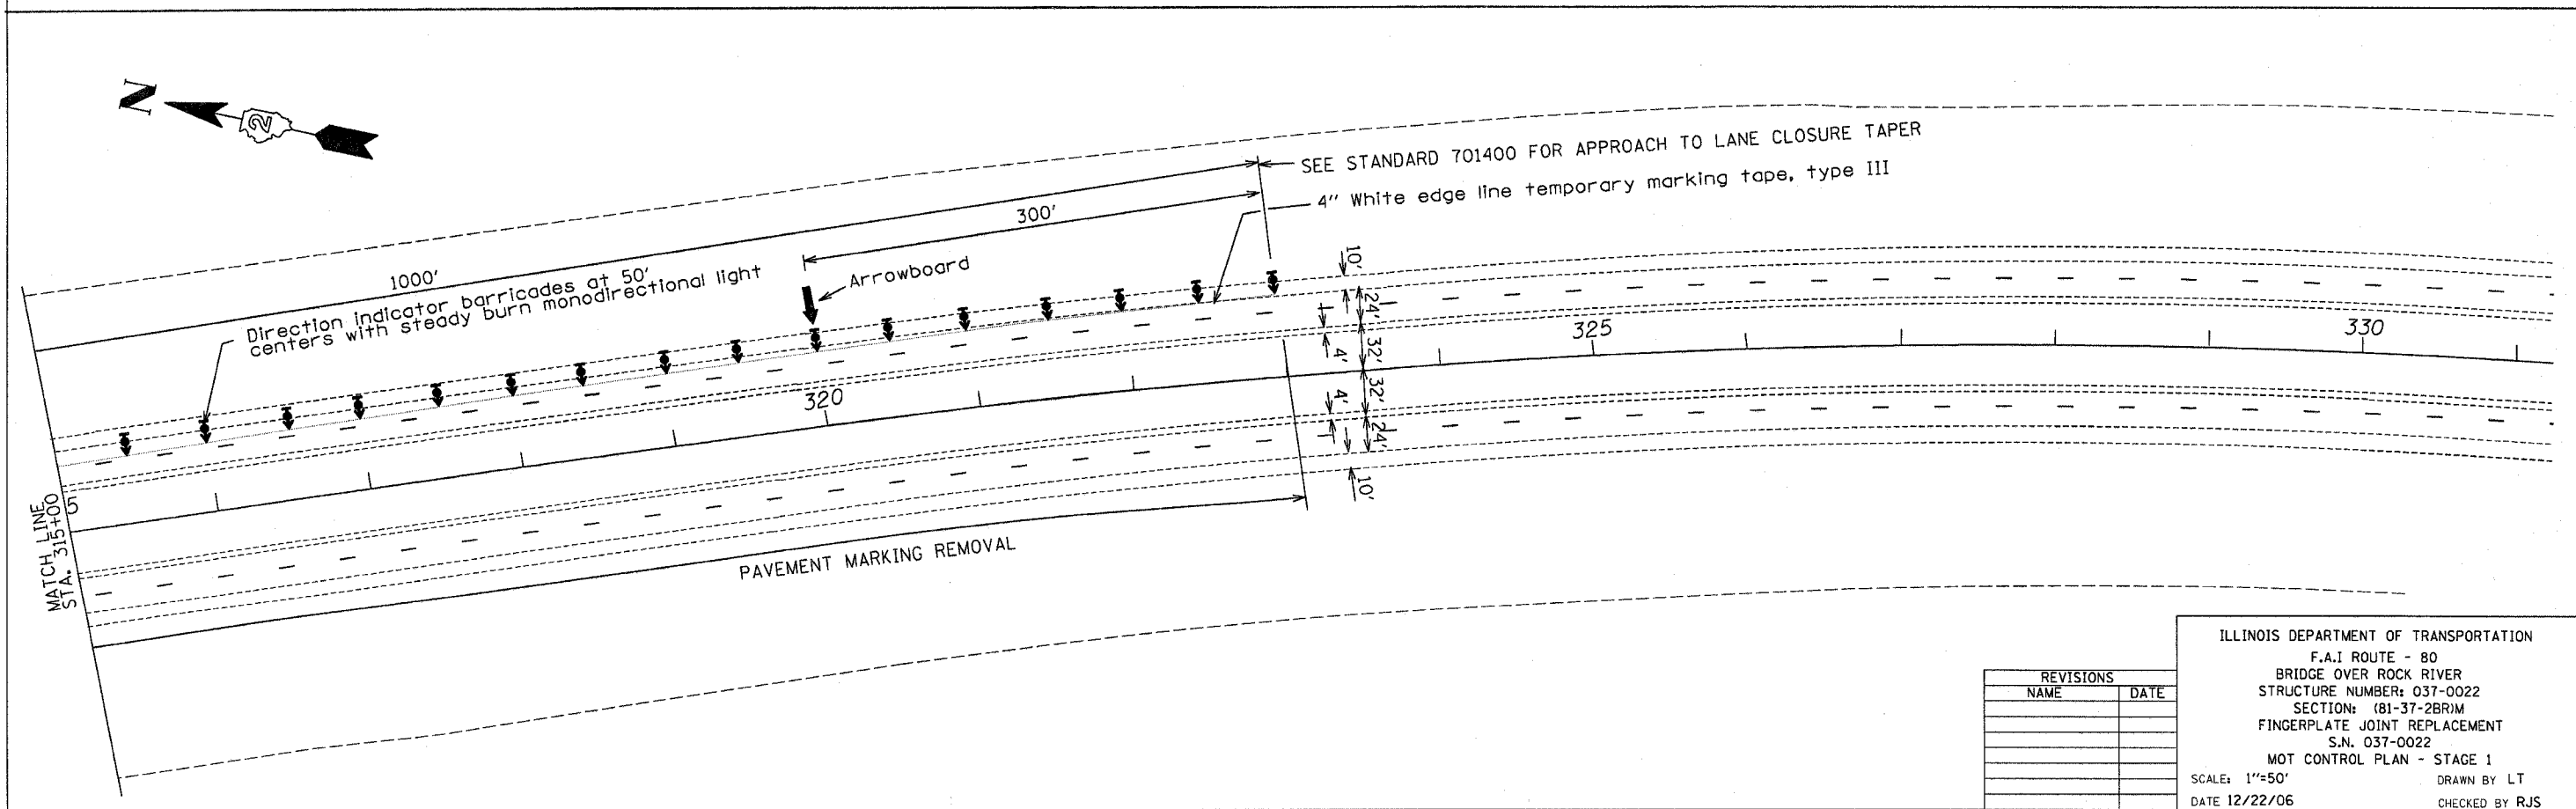 N
2
SEE STANDARD 701400 FOR APPROACH TO LANE CLOSURE TAPER
4" White edge line temporary marking tape, type III
300'
1000'
Direction indicator barricades at 50'
centers with steady burn monodirectional light
Arrowboard
10'
24'
4'
32'
32'
4'
24'
10'
5
320
325
330
MATCH LINE
STA. 315+00
PAVEMENT MARKING REMOVAL
REVISIONS
NAME DATE
ILLINOIS DEPARTMENT OF TRANSPORTATION
F.A.I ROUTE - 80
BRIDGE OVER ROCK RIVER
STRUCTURE NUMBER: 037-0022
SECTION: (81-37-2BR)M
FINGERPLATE JOINT REPLACEMENT
S.N. 037-0022
MOT CONTROL PLAN - STAGE 1
SCALE: 1"=50' DRAWN BY LT
DATE 12/22/06 CHECKED BY RJS